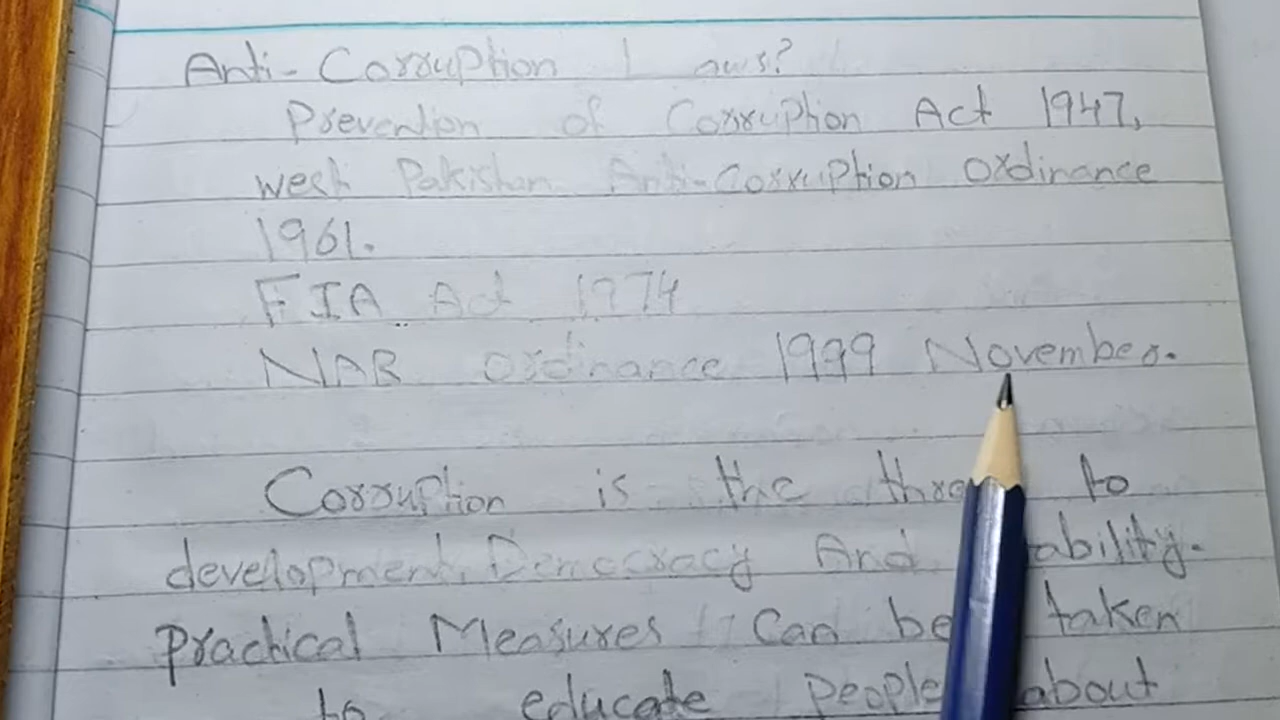 Anti-Corruption Laws?
Prevention of Corruption Act 1947,
west Pakistan Anti-Corruption Ordinance
1961.
FIA Act 1974
NAB Ordinance 1999 November.
Corruption is the to
development, Democracy And
Practical Measures Can be taken
to educate people about